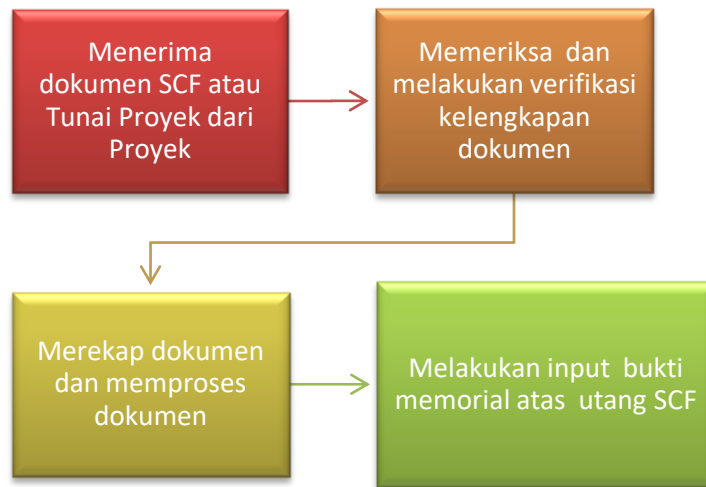 Menerima
dokumen SCF atau
Tunai Proyek dari
Proyek
Memeriksa dan
melakukan verifikasi
kelengkapan
dokumen
Merekap dokumen
dan memproses
dokumen
Melakukan input bukti
memorial atas utang SCF